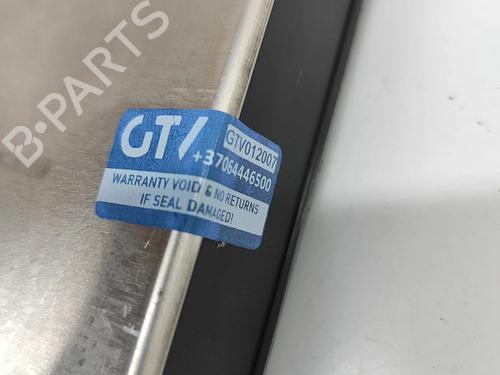 B-PARTS
GTV
GTV012007
+37064446500
WARRANTY VOID & NO RETURNS
IF SEAL DAMAGED!